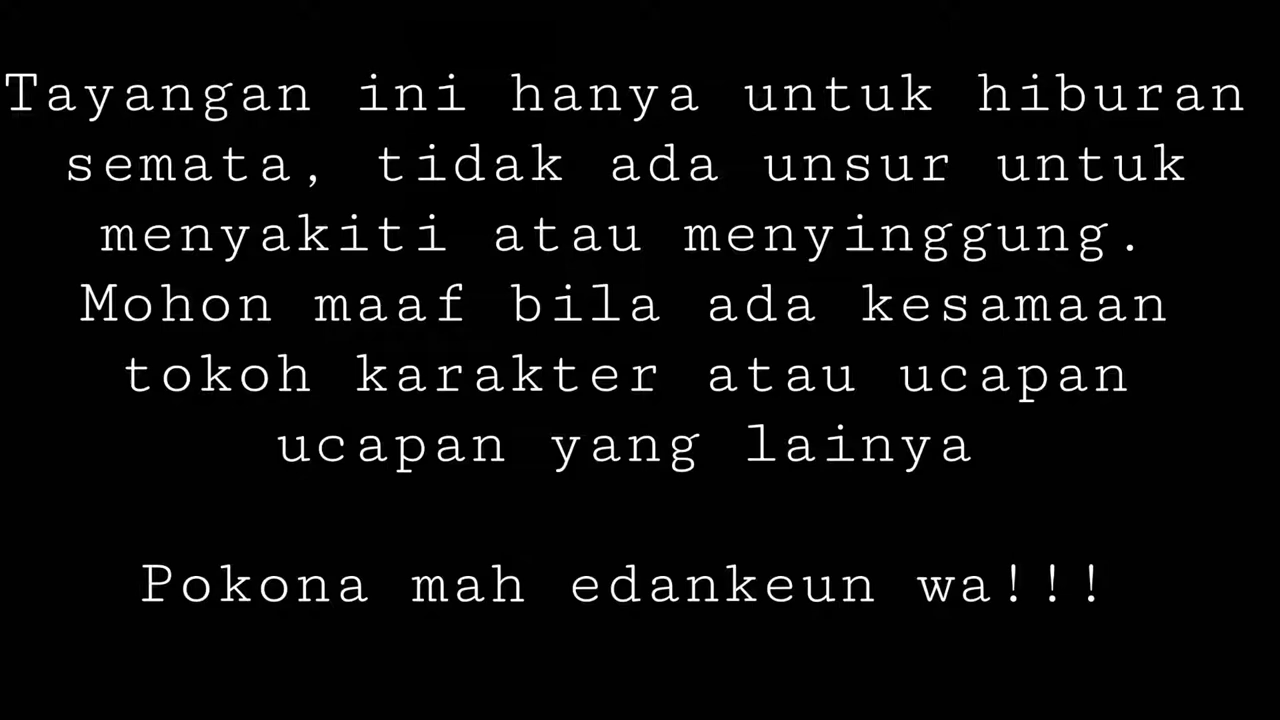 Tayangan ini hanya untuk hiburan
semata, tidak ada unsur untuk
menyakiti atau menyinggung.
Mohon maaf bila ada kesamaan
tokoh karakter atau ucapan
ucapan yang lainya
Pokona mah edankeun wa!!!